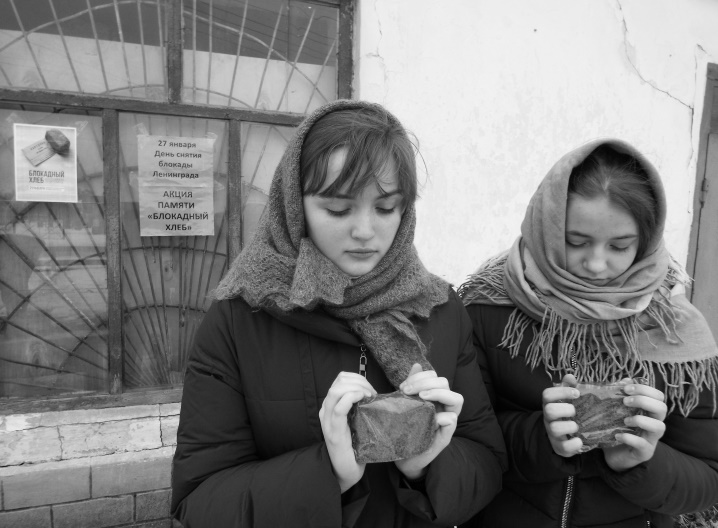 БЛОКАДНЫЙ
ХЛЕБ
27 января
День снятия
блокады
Ленинграда
АКЦИЯ
ПАМЯТИ
«БЛОКАДНЫЙ
ХЛЕБ»